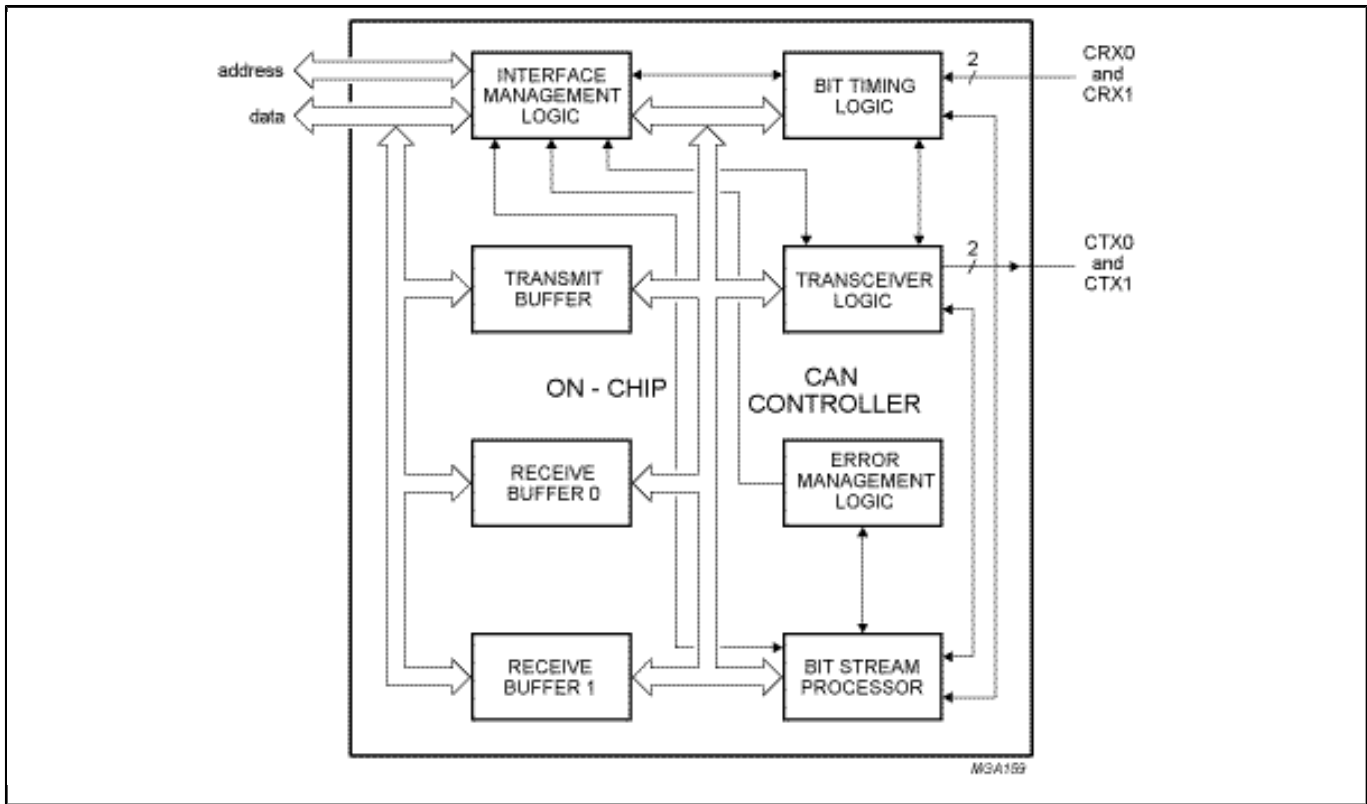 address
data
INTERFACE
MANAGEMENT
LOGIC
BIT TIMING
LOGIC
2
CRX0
and
CRX1
TRANSMIT
BUFFER
TRANSCEIVER
LOGIC
2
CTX0
and
CTX1
ON - CHIP
CAN
CONTROLLER
RECEIVE
BUFFER 0
ERROR
MANAGEMENT
LOGIC
RECEIVE
BUFFER 1
BIT STREAM
PROCESSOR
MGA159